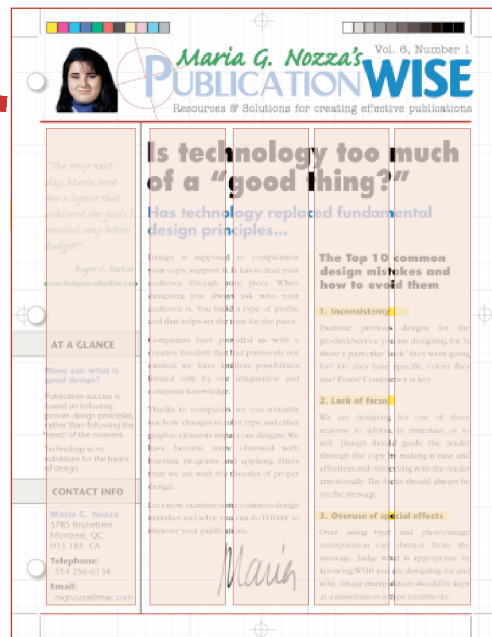 Maria G. Nozza's
Vol. 6, Number 1
PUBLICATIONWISE
Resources & Solutions for creating effective publications
"The very next
day, Maria sent
me a layout that
achieved the goals I
wanted, way below
budget!"
Roger C. Parker
Is technology too much
of a "good thing?"
Has technology replaced fundamental
design principles...
Design is supposed to complement
your copy, support it. It has to lead your
audience through your piece. When
designing you always ask who your
audience is. You build a type of profile
and that helps set the tone for the piece.
Computers have provided us with a
creative freedom that had previously not
existed: we have limitless possibilities
limited only by our imagination and
computer knowledge.
Thanks to computers we can instantly
see how changes in color type and other
graphic elements impact our designs. We
have become more obsessed with
learning programs and applying filters
than we are with the theories of proper
design.
Let's now examine some common design
mistakes and what you can do TODAY to
improve your publications.
Maria
The Top 10 common
design mistakes and
how to avoid them
1. Inconsistency
Examine previous designs for the
product/service you are designing for. Is
there a particular "look" they were going
for? Do they have specific colors they
use? Fonts? Consistency is key.
2. Lack of focus
We are designing for one of three
reasons to inform, to entertain, or to
sell. Design should guide the reader
through the copy by making it easy and
effortless and connecting with the reader
emotionally. The focus should always be
on the message.
3. Overuse of special effects
Over using type and photo/image
manipulation can distract from the
message. Judge what is appropriate by
knowing WHO you are designing for and
why. Image manipulation should be kept
at a minimum as is type treatments.
AT A GLANCE
Many ask: what is
good design?
Publication success is
based on following
proven design principles,
rather than following the
"trend" of the moment.
Technology is no
substitute for the basics
of design.
CONTACT INFO
Maria G. Nozza
5785 Brunetiere
Montreal, QC
H1S 1B5 CA
Telephone:
514 256-0134
Email:
mgnozza@mac.com